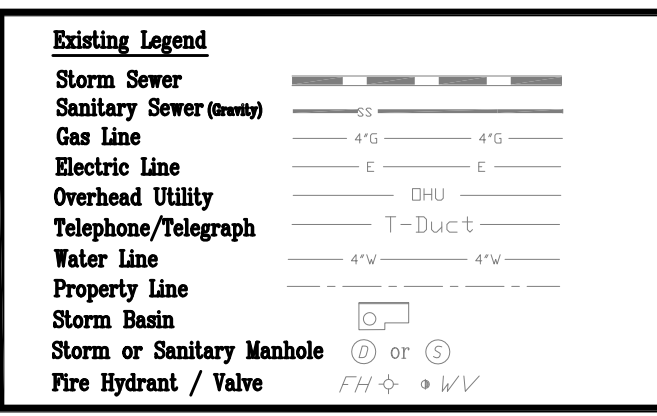 Existing Legend
Storm Sewer
Sanitary Sewer (Gravity) SS
Gas Line 4"G 4"G
Electric Line E E
Overhead Utility OHU
Telephone/Telegraph T-Duct
Water Line 4"W 4"W
Property Line
Storm Basin
Storm or Sanitary Manhole D or S
Fire Hydrant / Valve FH WV